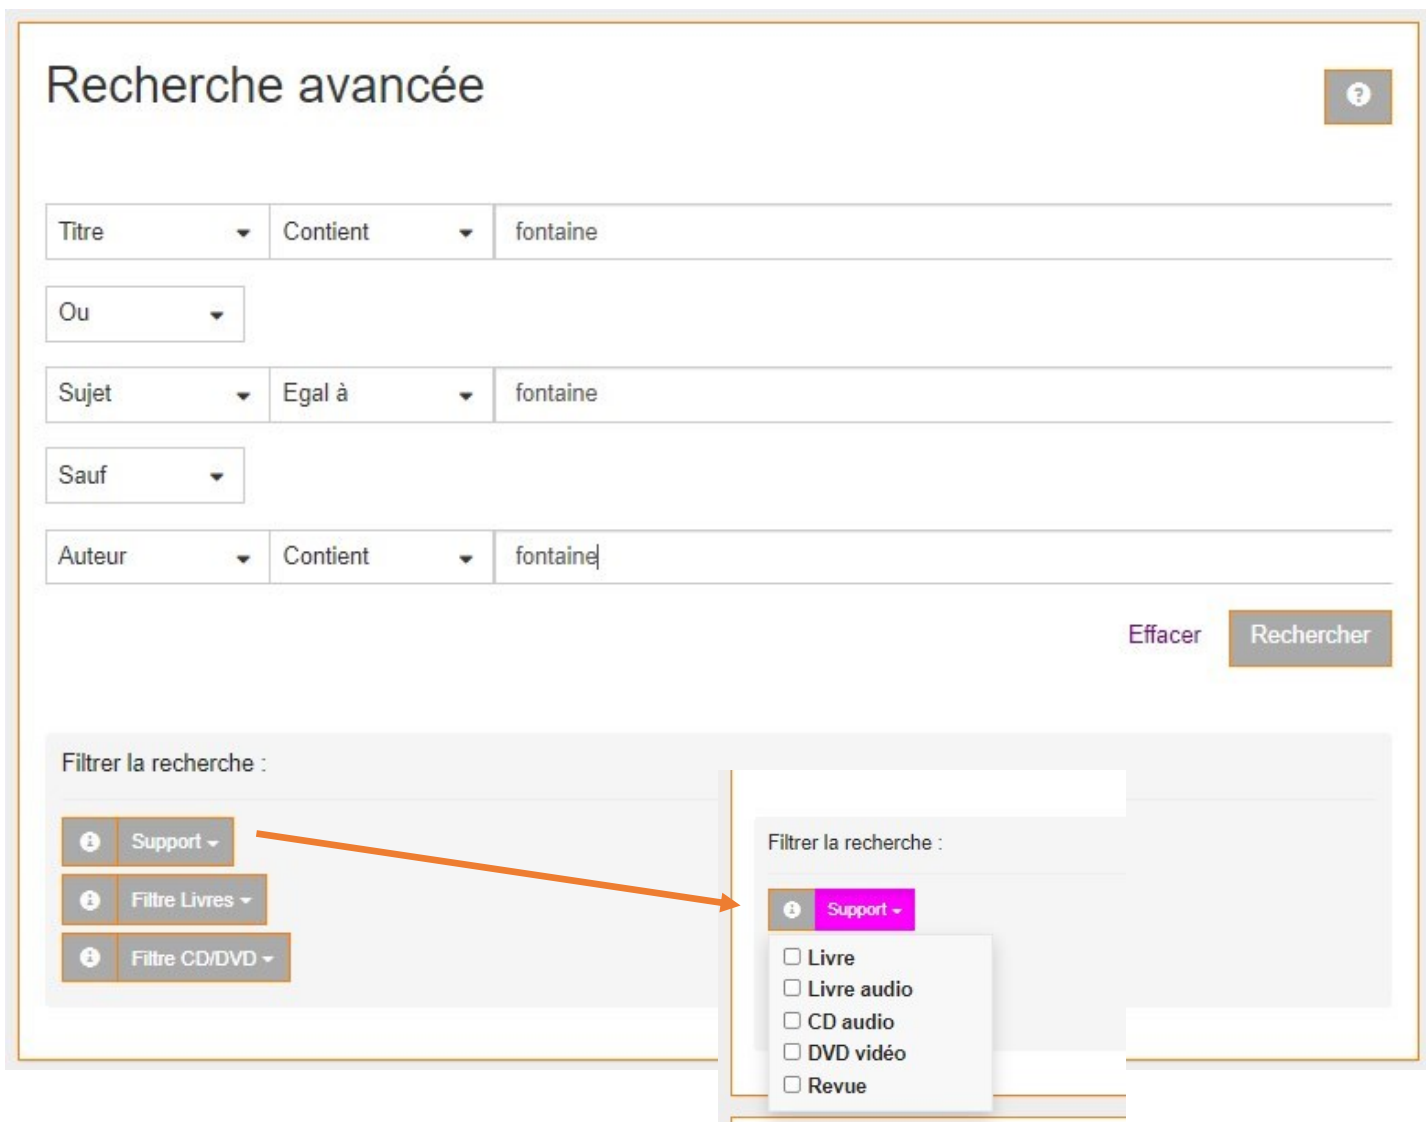 Recherche avancée
Titre Contient fontaine
Ou
Sujet Egal à fontaine
Sauf
Auteur Contient fontaine
Effacer Rechercher
Filtrer la recherche :
Support
Filtre Livres
Filtre CD/DVD
Filtrer la recherche :
Support
Livre
Livre audio
CD audio
DVD vidéo
Revue